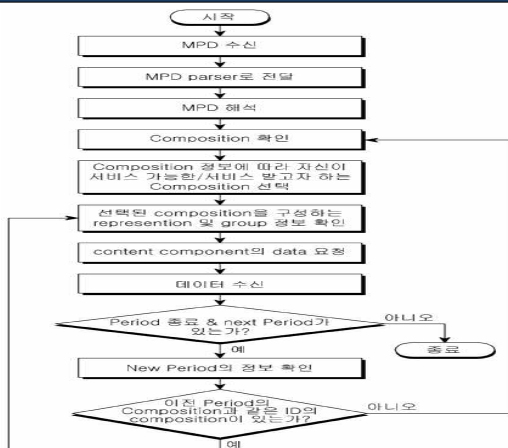 시작
MPD 수신
MPD parser로 전달
MPD 해석
Composition 확인
Composition 정보에 따라 자신이
서비스 가능한/서비스 받고자 하는
Composition 선택
선택된 composition을 구성하는
represention 및 group 정보 확인
content component의 data 요청
데이터 수신
Period 종료 & next Period가
있는가?
아니오
종료
예
New Period의 정보 확인
이전 Period의
Composition과 같은 ID의
composition이 있는가?
아니오
예